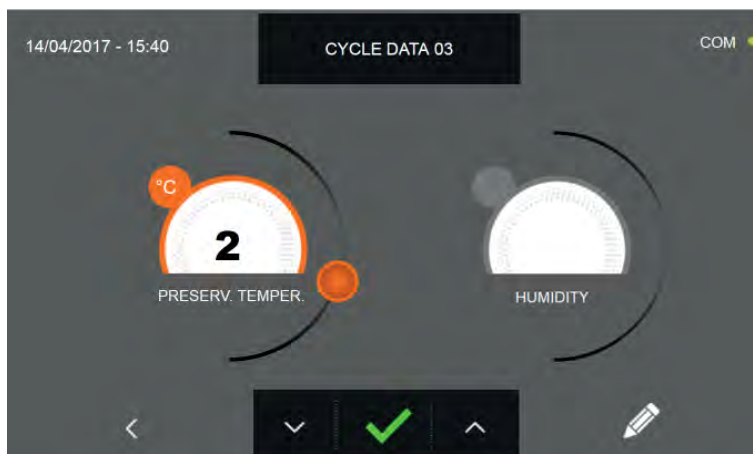 14/04/2017 - 15:40
CYCLE DATA 03
COM
°C
2
PRESERV. TEMPER.
HUMIDITY